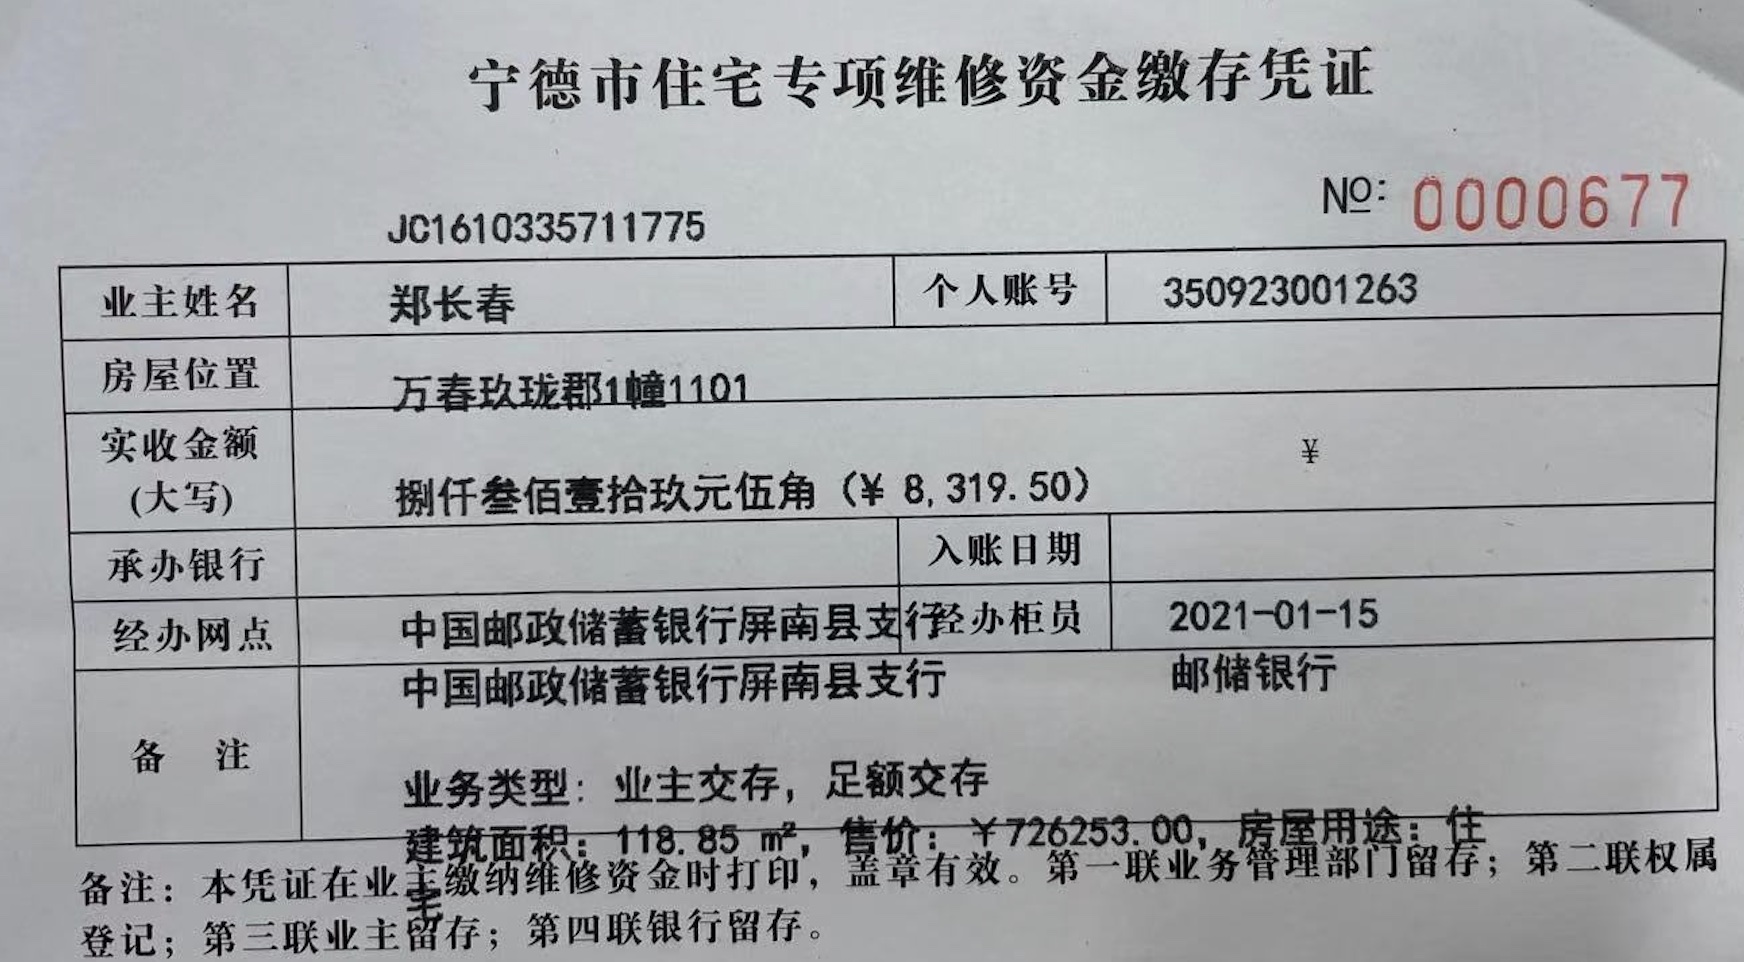 宁德市住宅专项维修资金缴存凭证
№: 0000677
JC1610335711775
业主姓名 郑长春 个人账号 350923001263
房屋位置 万春玖珑郡1幢1101
实收金额 ¥
(大写) 捌仟叁佰壹拾玖元伍角（¥ 8,319.50）
承办银行 入账日期
经办网点 中国邮政储蓄银行屏南县支行 经办柜员 2021-01-15
中国邮政储蓄银行屏南县支行 邮储银行
备 注
业务类型：业主交存，足额交存
建筑面积：118.85 ㎡，售价：￥726253.00，房屋用途：住
宅
备注：本凭证在业主缴纳维修资金时打印，盖章有效。第一联业务管理部门留存；第二联权属
登记；第三联业主留存；第四联银行留存。